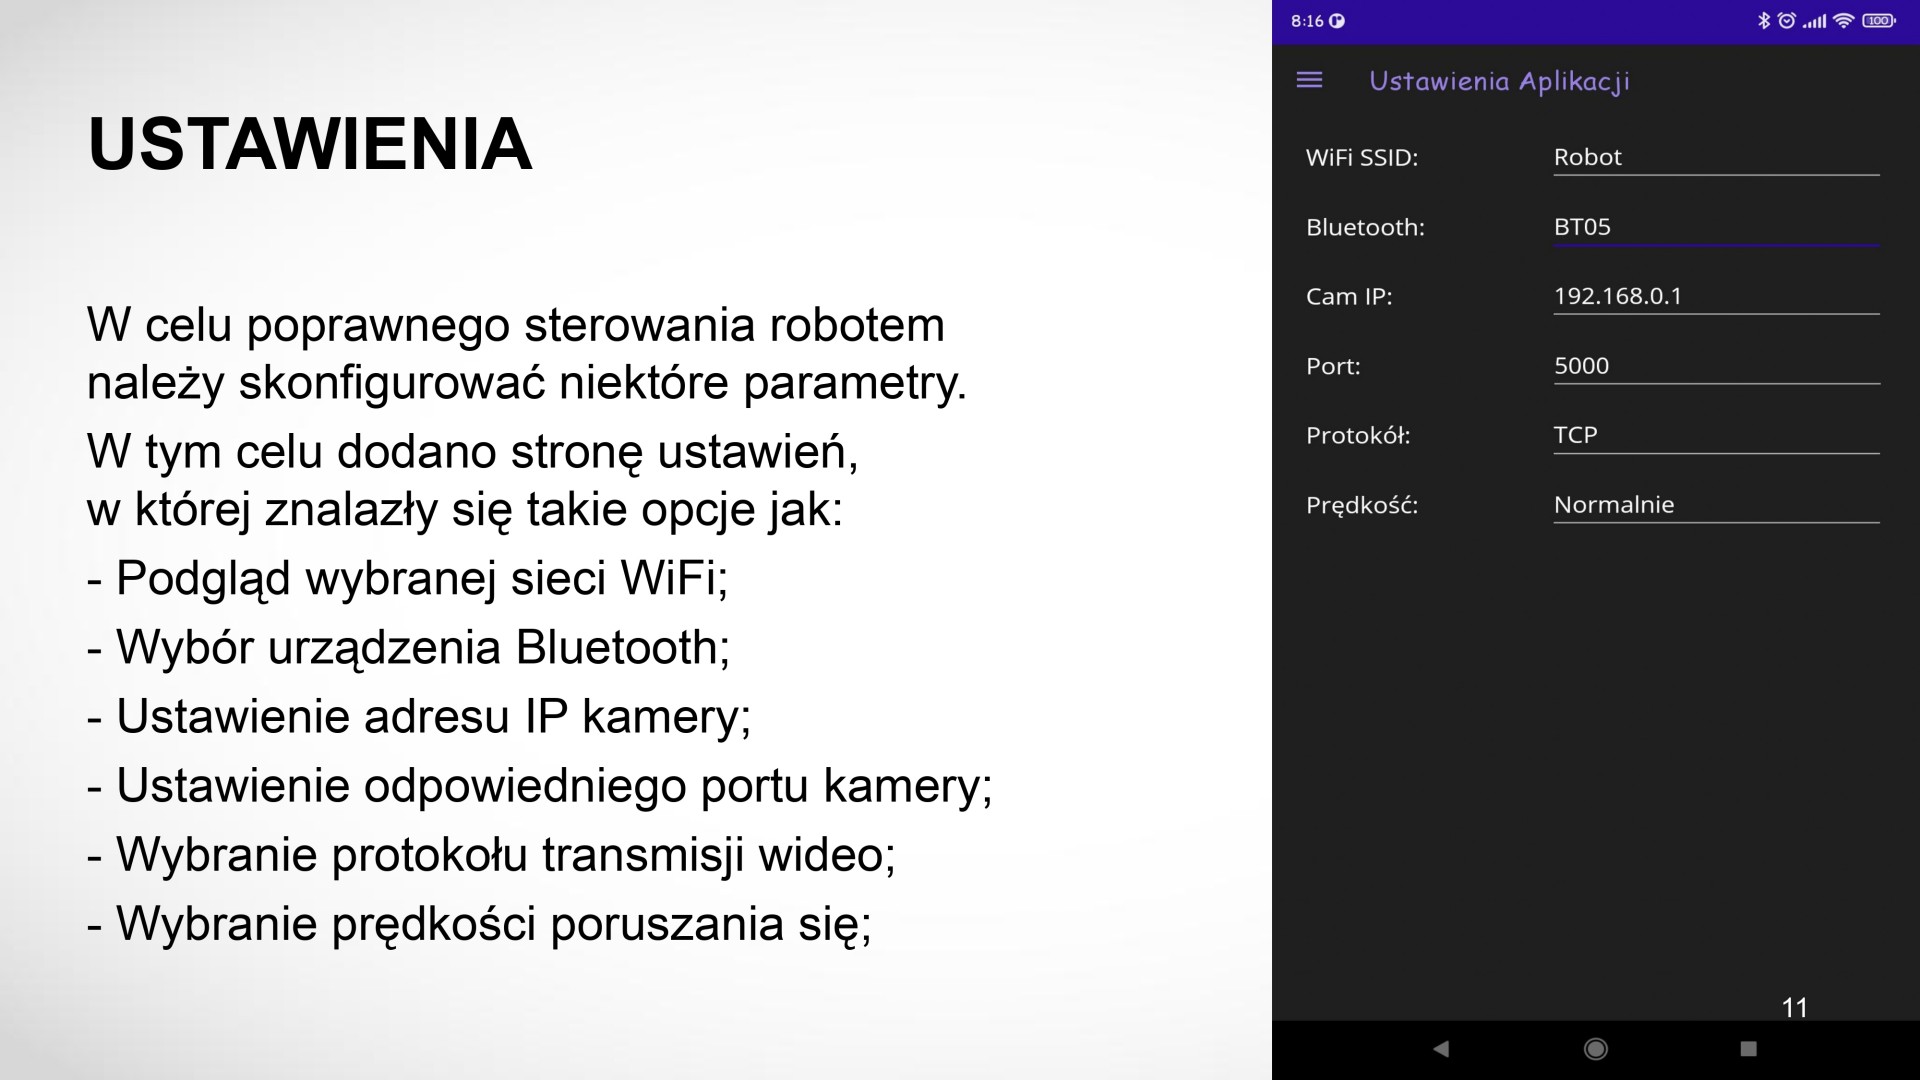 USTAWIENIA
W celu poprawnego sterowania robotem
należy skonfigurować niektóre parametry.
W tym celu dodano stronę ustawień,
w której znalazły się takie opcje jak:
- Podgląd wybranej sieci WiFi;
- Wybór urządzenia Bluetooth;
- Ustawienie adresu IP kamery;
- Ustawienie odpowiedniego portu kamery;
- Wybranie protokołu transmisji wideo;
- Wybranie prędkości poruszania się;
8:16 100
Ustawienia Aplikacji
WiFi SSID: Robot
Bluetooth: BT05
Cam IP: 192.168.0.1
Port: 5000
Protokół: TCP
Prędkość: Normalnie
11